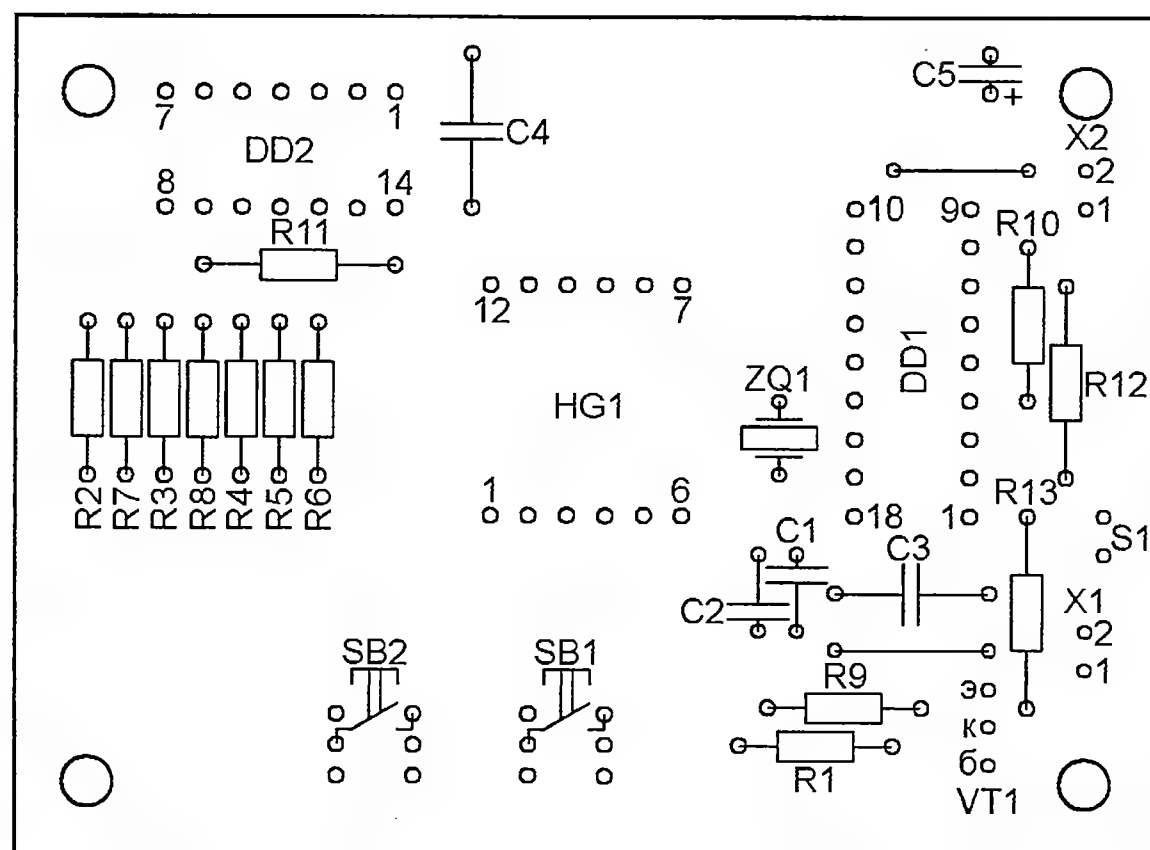 C5
+
7 1
C4
X2
DD2
2
8 14
10 9 1
R11
R10
12 7
DD1
ZQ1
R12
HG1
R2 R7 R3 R8 R4 R5 R6
1 6
R13
18 1
C1
S1
C3
C2
X1
2
SB2 SB1
1
R9
э
к
б
R1
VT1